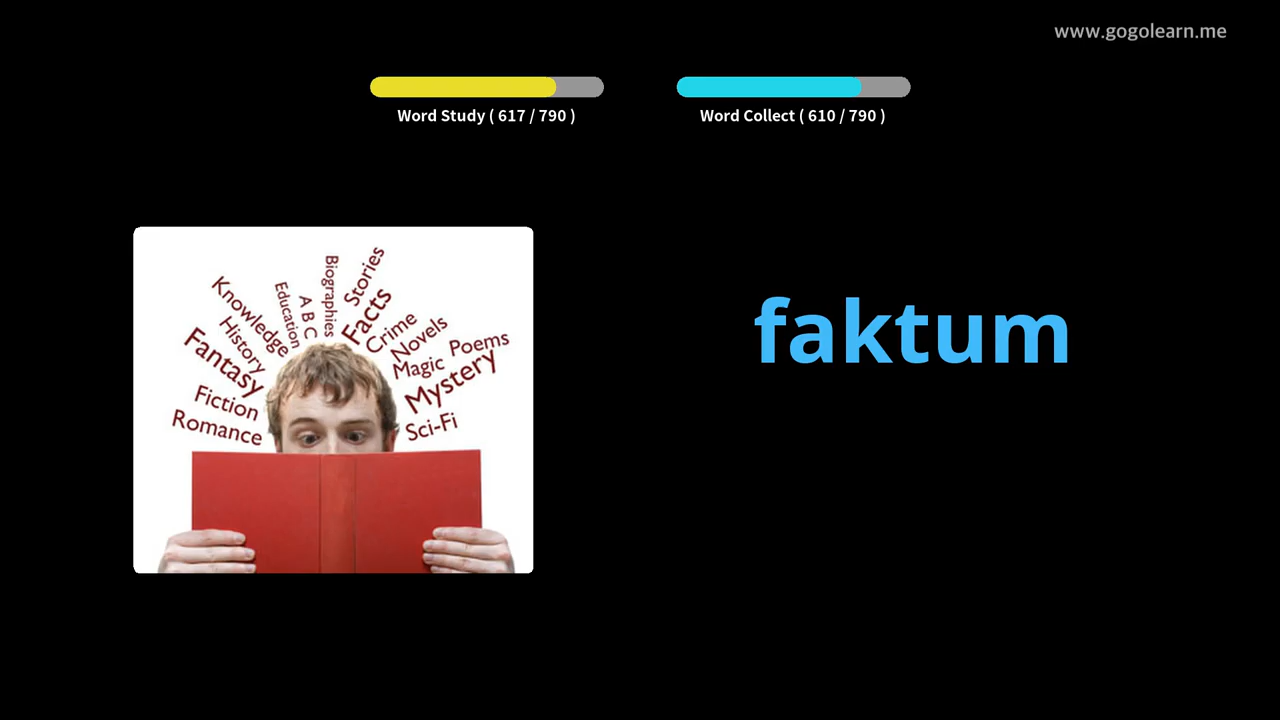 www.gogolearn.me
Word Study ( 617 / 790 )
Word Collect ( 610 / 790 )
Biographies
Stories
Education
A B C
Facts
Knowledge
Crime
History
Novels
Poems
Fantasy
Magic
Mystery
Fiction
Romance
Sci-Fi
faktum